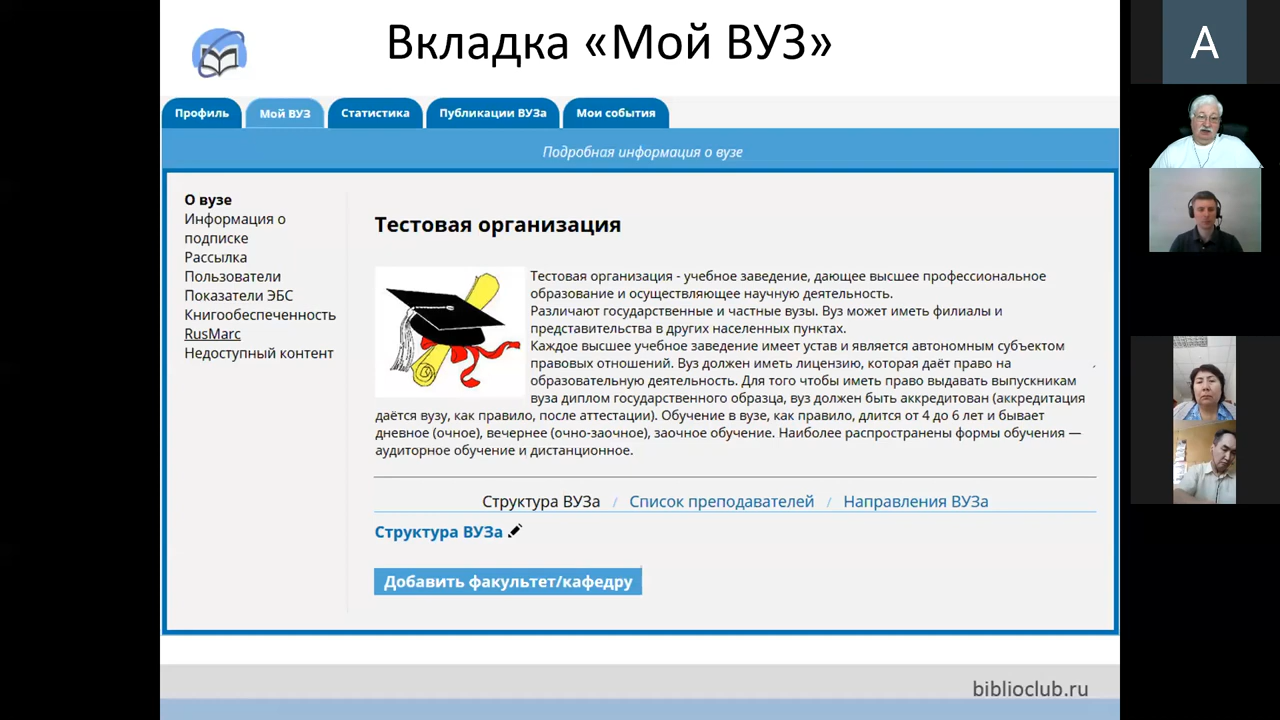 Вкладка «Мой ВУЗ»
A
Профиль
Мой ВУЗ
Статистика
Публикации ВУЗа
Мои события
Подробная информация о вузе
О вузе
Информация о
подписке
Рассылка
Пользователи
Показатели ЭБС
Книгообеспеченность
RusMarc
Недоступный контент
Тестовая организация
Тестовая организация - учебное заведение, дающее высшее профессиональное
образование и осуществляющее научную деятельность.
Различают государственные и частные вузы. Вуз может иметь филиалы и
представительства в других населенных пунктах.
Каждое высшее учебное заведение имеет устав и является автономным субъектом
правовых отношений. Вуз должен иметь лицензию, которая даёт право на
образовательную деятельность. Для того чтобы иметь право выдавать выпускникам
вуза диплом государственного образца, вуз должен быть аккредитован (аккредитация
даётся вузу, как правило, после аттестации). Обучение в вузе, как правило, длится от 4 до 6 лет и бывает
дневное (очное), вечернее (очно-заочное), заочное обучение. Наиболее распространены формы обучения —
аудиторное обучение и дистанционное.
Структура ВУЗа / Список преподавателей / Направления ВУЗа
Структура ВУЗа
Добавить факультет/кафедру
biblioclub.ru